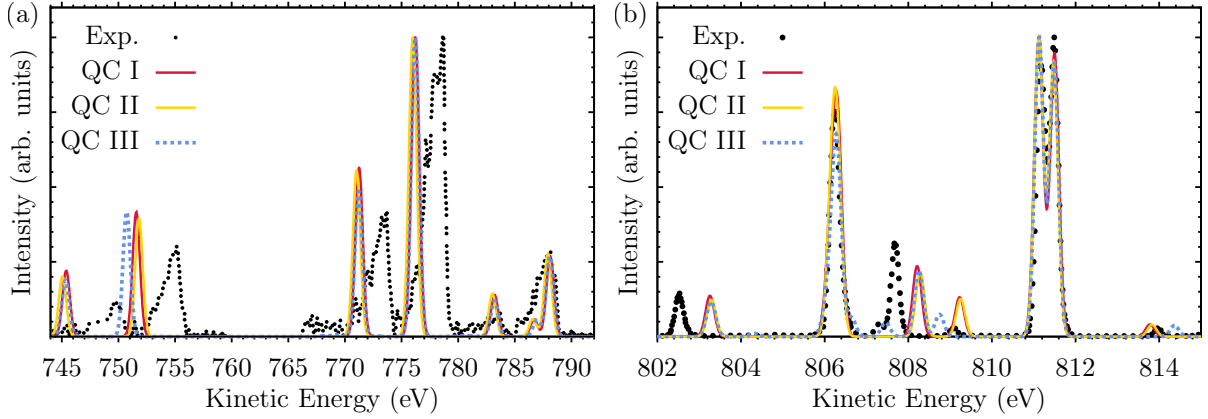 (a)
Intensity (arb. units)
Exp.
QC I
QC II
QC III
745 750 755 760 765 770 775 780 785 790
Kinetic Energy (eV)
(b)
Intensity (arb. units)
Exp.
QC I
QC II
QC III
802 804 806 808 810 812 814
Kinetic Energy (eV)